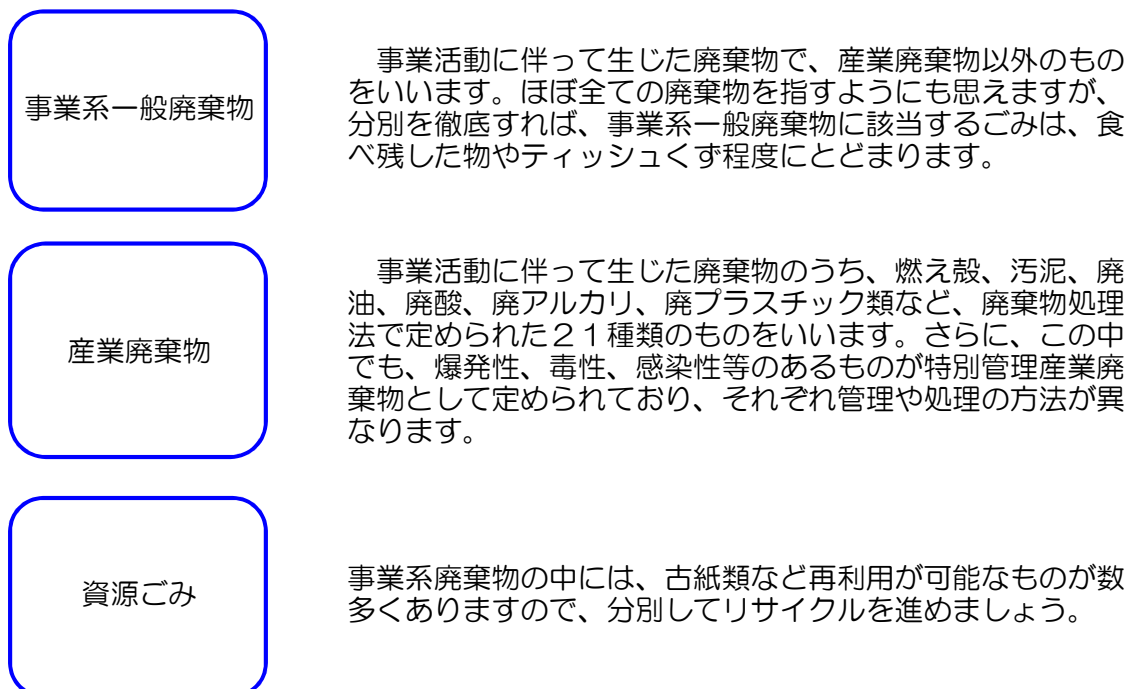 事業系一般廃棄物
　事業活動に伴って生じた廃棄物で、産業廃棄物以外のもの
をいいます。ほぼ全ての廃棄物を指すようにも思えますが、
分別を徹底すれば、事業系一般廃棄物に該当するごみは、食
べ残した物やティッシュくず程度にとどまります。
産業廃棄物
　事業活動に伴って生じた廃棄物のうち、燃え殻、汚泥、廃
油、廃酸、廃アルカリ、廃プラスチック類など、廃棄物処理
法で定められた２１種類のものをいいます。さらに、この中
でも、爆発性、毒性、感染性等のあるものが特別管理産業廃
棄物として定められており、それぞれ管理や処理の方法が異
なります。
資源ごみ
事業系廃棄物の中には、古紙類など再利用が可能なものが数
多くありますので、分別してリサイクルを進めましょう。